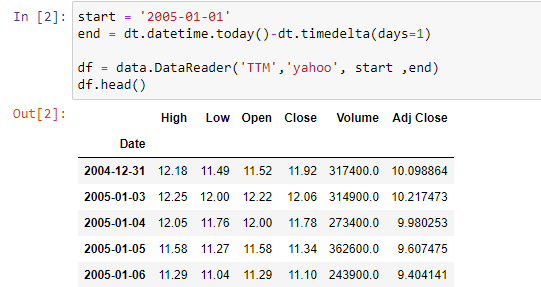 In [2]: start = '2005-01-01'
end = dt.datetime.today()-dt.timedelta(days=1)
df = data.DataReader('TTM','yahoo', start ,end)
df.head()
Out[2]:
High Low Open Close Volume Adj Close
Date
2004-12-31 12.18 11.49 11.52 11.92 317400.0 10.098864
2005-01-03 12.25 12.00 12.22 12.06 314900.0 10.217473
2005-01-04 12.05 11.76 12.00 11.78 273400.0 9.980253
2005-01-05 11.58 11.27 11.58 11.34 362600.0 9.607475
2005-01-06 11.29 11.04 11.29 11.10 243900.0 9.404141